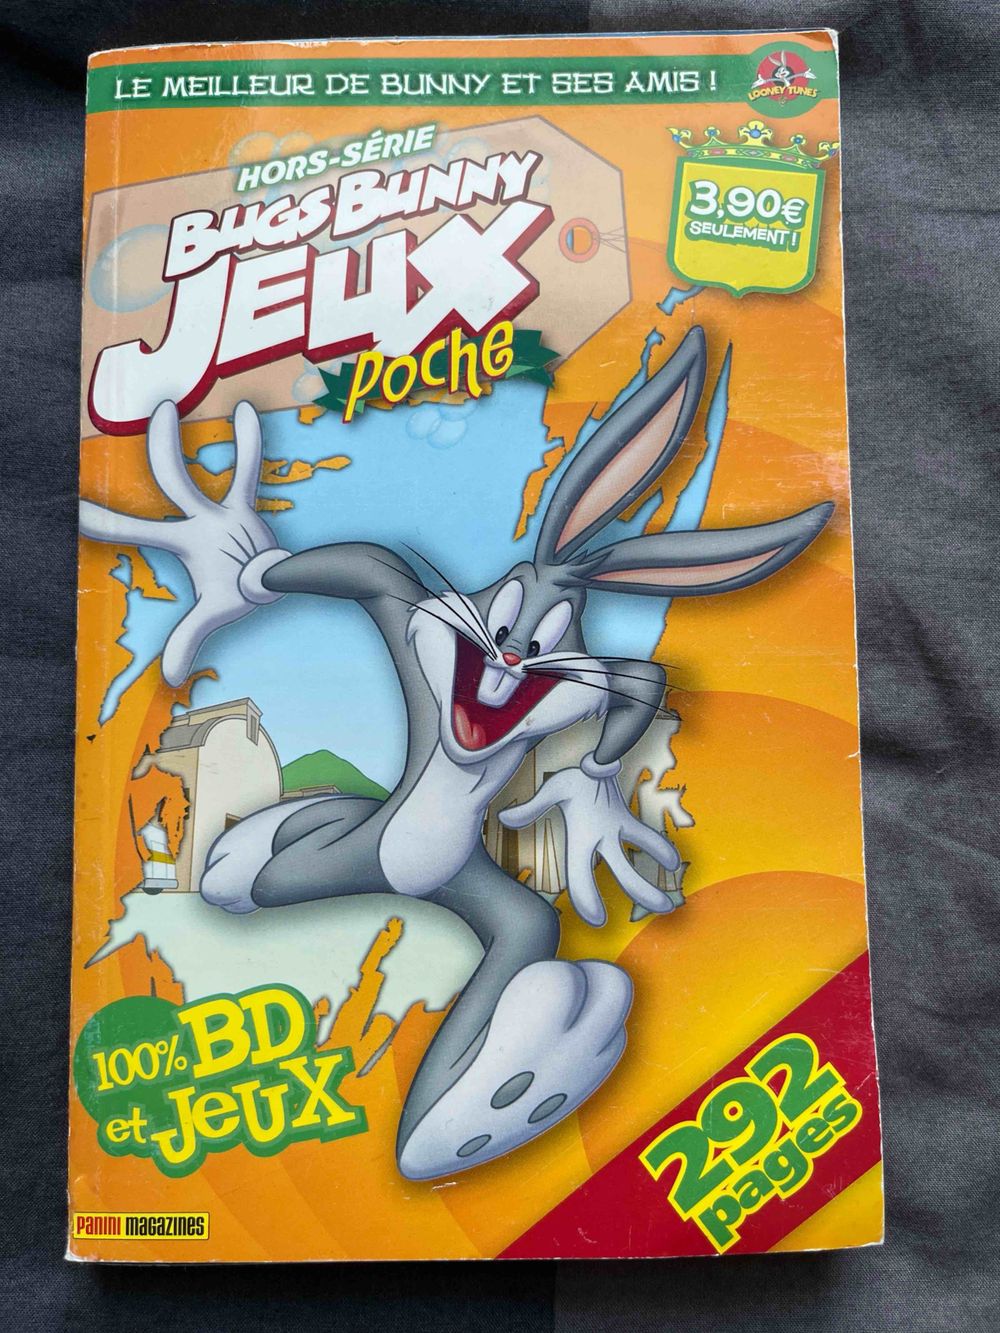 LE MEILLEUR DE BUNNY ET SES AMIS !
LOONEY TUNES
HORS-SÉRIE
BUGS BUNNY
JEUX
POCHE
3,90€
SEULEMENT !
100% BD
et JEUX
292
pages
PANINI MAGAZINES